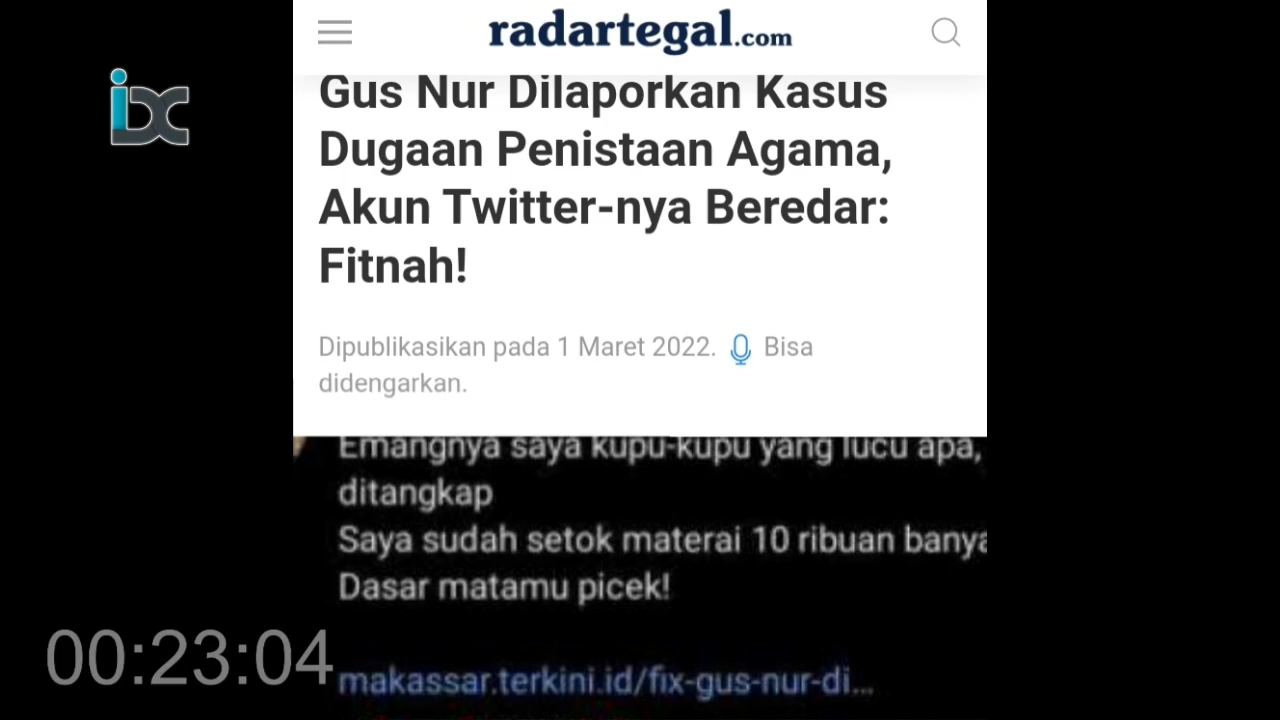 radartegal.com
ix
Gus Nur Dilaporkan Kasus
Dugaan Penistaan Agama,
Akun Twitter-nya Beredar:
Fitnah!
Dipublikasikan pada 1 Maret 2022. Bisa
didengarkan.
Emangnya saya kupu-kupu yang lucu apa,
ditangkap
Saya sudah setok materai 10 ribuan banya
Dasar matamu picek!
00:23:04
makassar.terkini.id/fix-gus-nur-di...